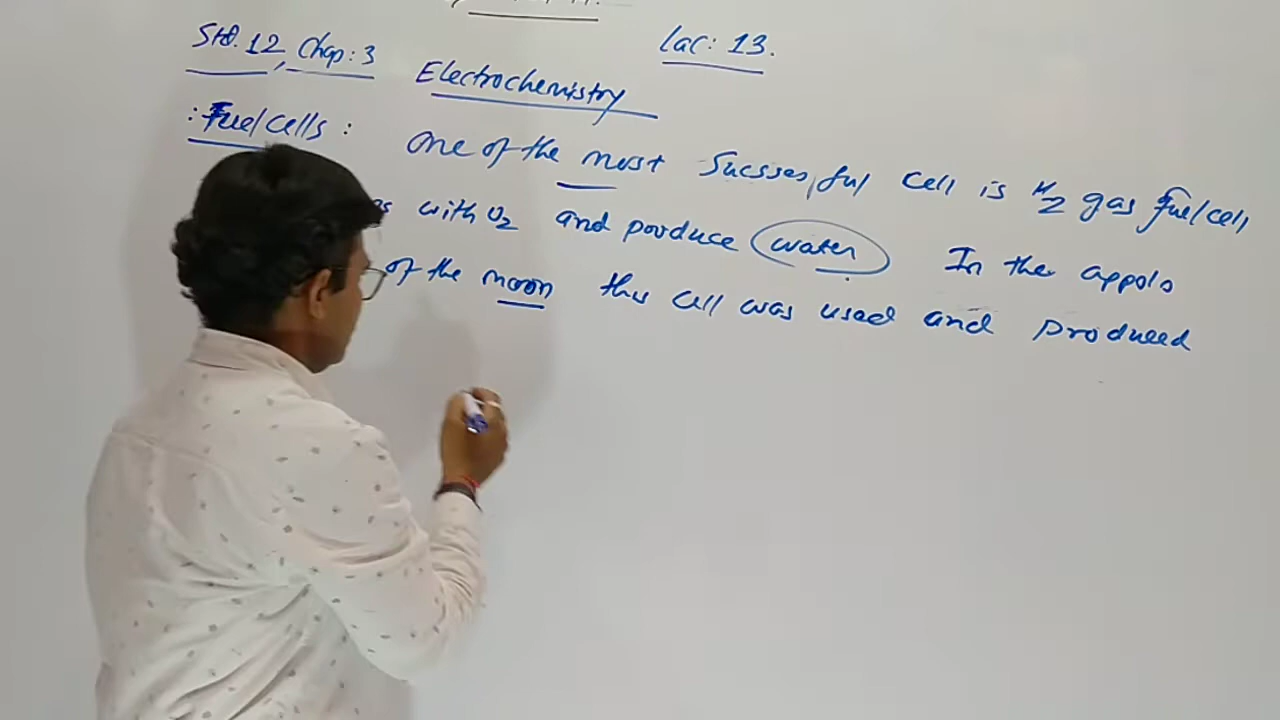 Std. 12, Chap: 3
Lac: 13.
Electrochemistry
: Fuel cells : One of the most Sucssesful cell is H2 gas fuel cell
with O2 and porduce water In the appolo
of the moon this cell was used and produced